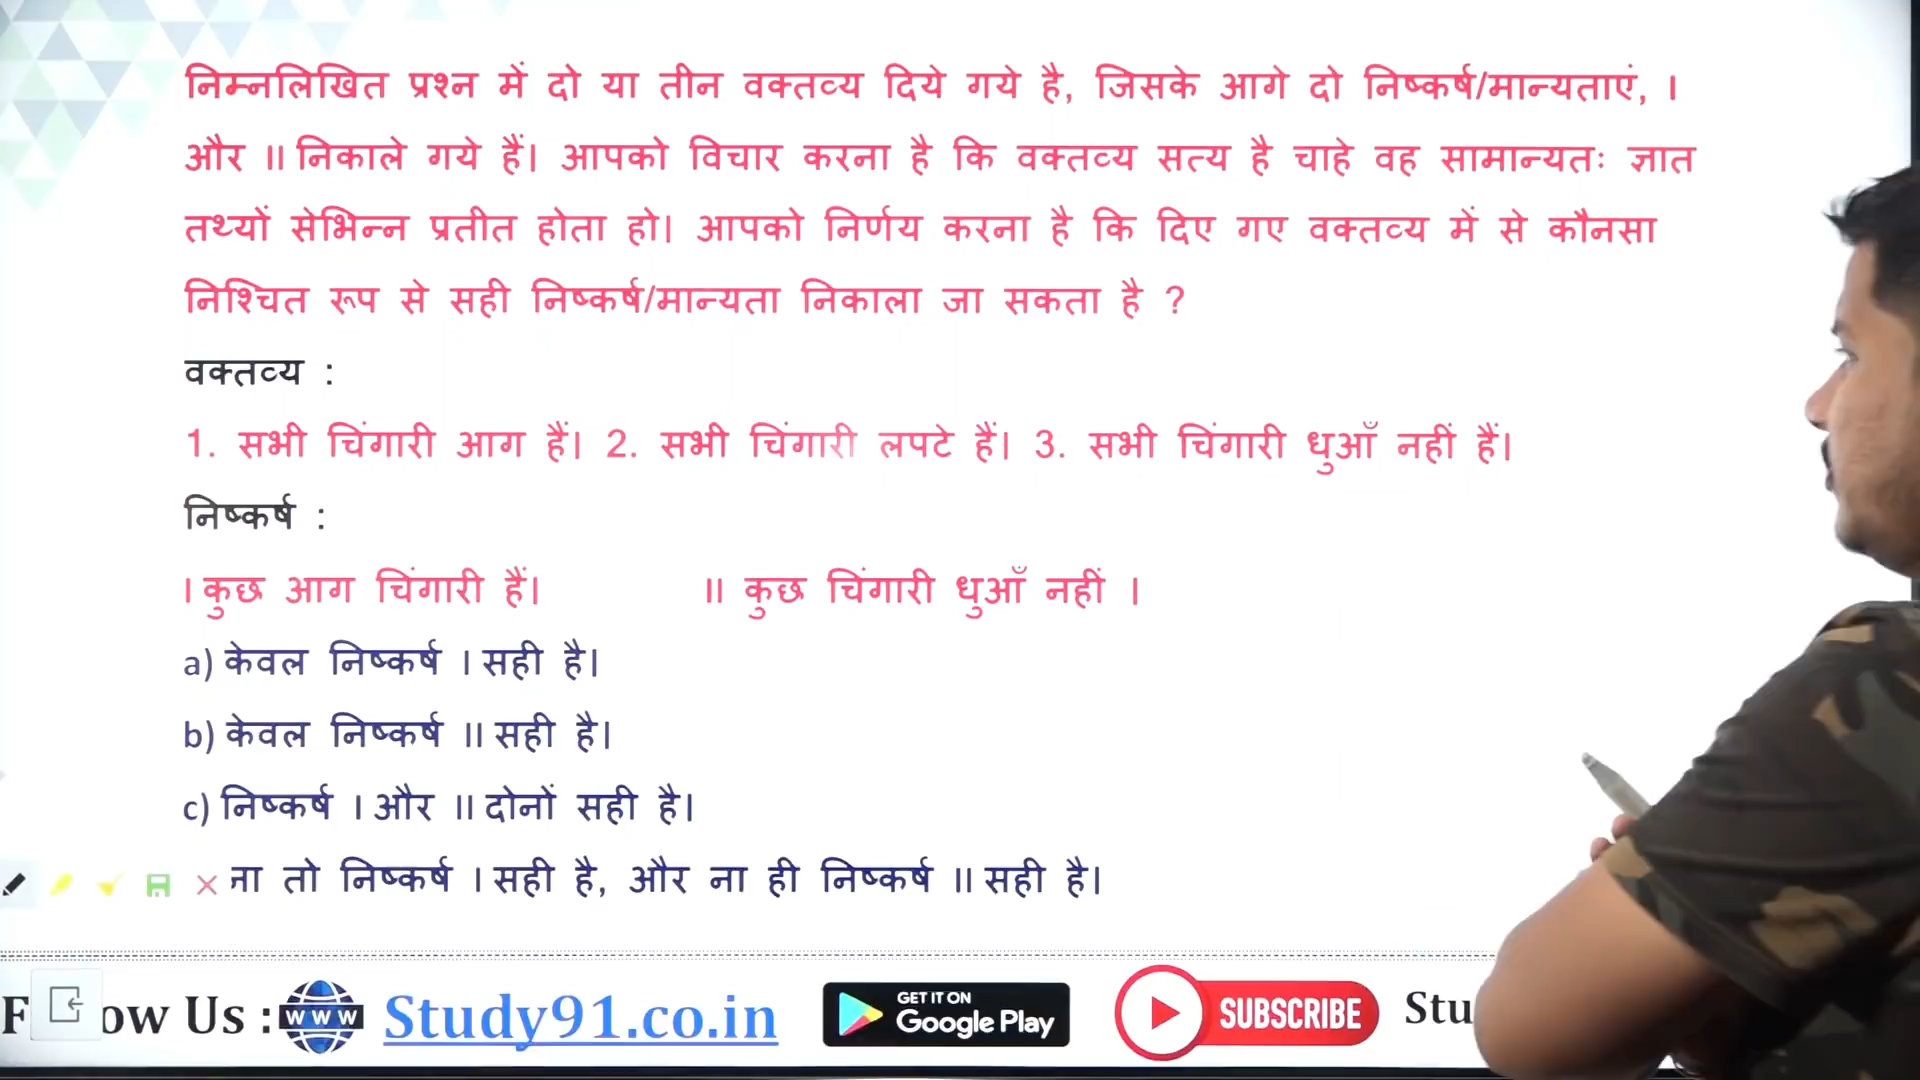 निम्नलिखित प्रश्न में दो या तीन वक्तव्य दिये गये है, जिसके आगे दो निष्कर्ष/मान्यताएं, I
और II निकाले गये हैं। आपको विचार करना है कि वक्तव्य सत्य है चाहे वह सामान्यतः ज्ञात
तथ्यों सेभिन्न प्रतीत होता हो। आपको निर्णय करना है कि दिए गए वक्तव्य में से कौनसा
निश्चित रूप से सही निष्कर्ष/मान्यता निकाला जा सकता है ?
वक्तव्य :
1. सभी चिंगारी आग हैं। 2. सभी चिंगारी लपटे हैं। 3. सभी चिंगारी धुआँ नहीं हैं।
निष्कर्ष :
I कुछ आग चिंगारी हैं। II कुछ चिंगारी धुआँ नहीं ।
a) केवल निष्कर्ष I सही है।
b) केवल निष्कर्ष II सही है।
c) निष्कर्ष I और II दोनों सही है।
ना तो निष्कर्ष I सही है, और ना ही निष्कर्ष II सही है।
F ow Us : www Study91.co.in GET IT ON Google Play SUBSCRIBE Stu